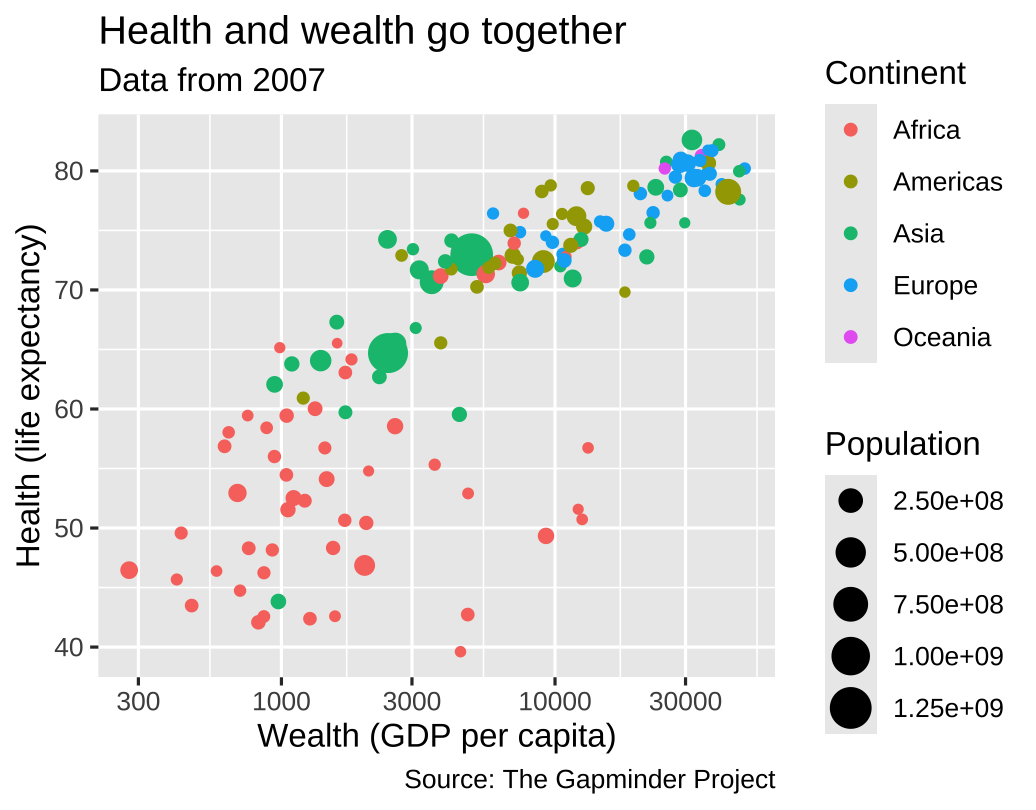 Health and wealth go together
Data from 2007
Health (life expectancy)
80
70
60
50
40
300 1000 3000 10000 30000
Wealth (GDP per capita)
Source: The Gapminder Project
Continent
Africa
Americas
Asia
Europe
Oceania
Population
2.50e+08
5.00e+08
7.50e+08
1.00e+09
1.25e+09